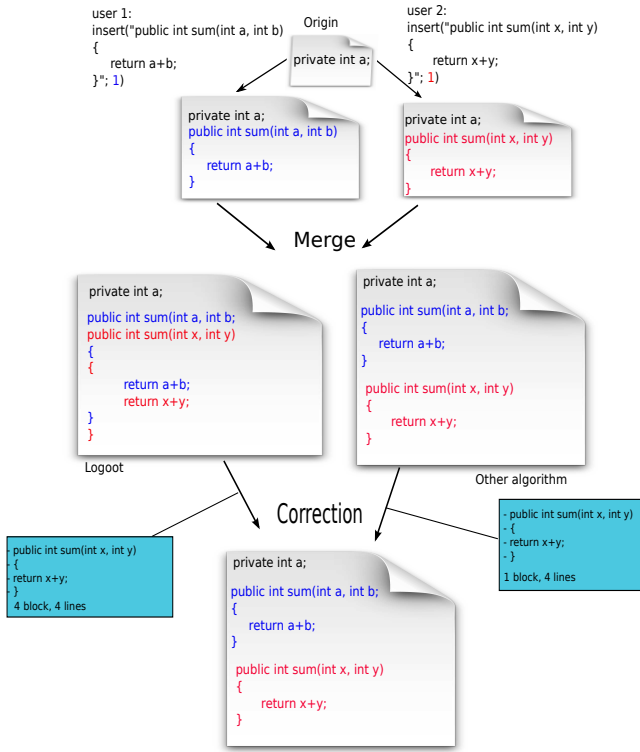 user 1:
insert("public int sum(int a, int b)
{
return a+b;
}"; 1)
Origin
private int a;
user 2:
insert("public int sum(int x, int y)
{
return x+y;
}"; 1)
private int a;
public int sum(int a, int b)
{
return a+b;
}
private int a;
public int sum(int x, int y)
{
return x+y;
}
Merge
private int a;
public int sum(int a, int b;
public int sum(int x, int y)
{
{
return a+b;
return x+y;
}
}
Logoot
private int a;
public int sum(int a, int b;
{
return a+b;
}
public int sum(int x, int y)
{
return x+y;
}
Other algorithm
Correction
- public int sum(int x, int y)
- {
- return x+y;
- }
4 block, 4 lines
- public int sum(int x, int y)
- {
- return x+y;
- }
1 block, 4 lines
private int a;
public int sum(int a, int b;
{
return a+b;
}
public int sum(int x, int y)
{
return x+y;
}